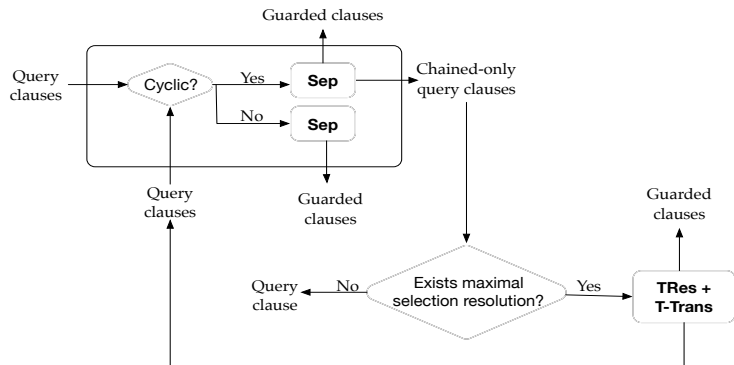 Guarded clauses
Query
clauses
Cyclic?
Yes
Sep
Chained-only
query clauses
No
Sep
Query
clauses
Guarded
clauses
Guarded
clauses
Query
clause
No
Exists maximal
selection resolution?
Yes
TRes +
T-Trans